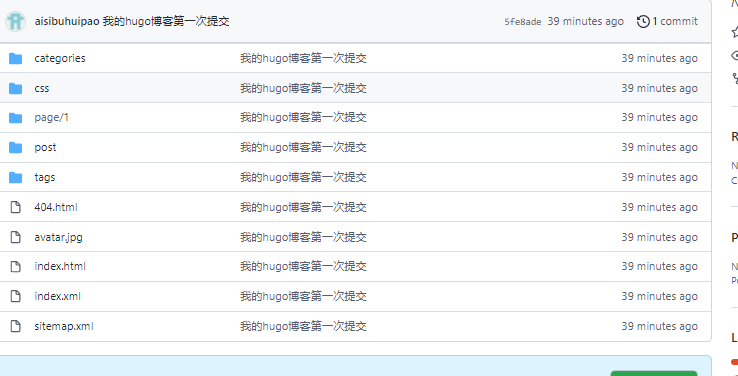 aisibuhuipao 我的hugo博客第一次提交 5fe8ade 39 minutes ago 1 commit
categories 我的hugo博客第一次提交 39 minutes ago
css 我的hugo博客第一次提交 39 minutes ago
page/1 我的hugo博客第一次提交 39 minutes ago
post 我的hugo博客第一次提交 39 minutes ago
tags 我的hugo博客第一次提交 39 minutes ago
404.html 我的hugo博客第一次提交 39 minutes ago
avatar.jpg 我的hugo博客第一次提交 39 minutes ago
index.html 我的hugo博客第一次提交 39 minutes ago
index.xml 我的hugo博客第一次提交 39 minutes ago
sitemap.xml 我的hugo博客第一次提交 39 minutes ago